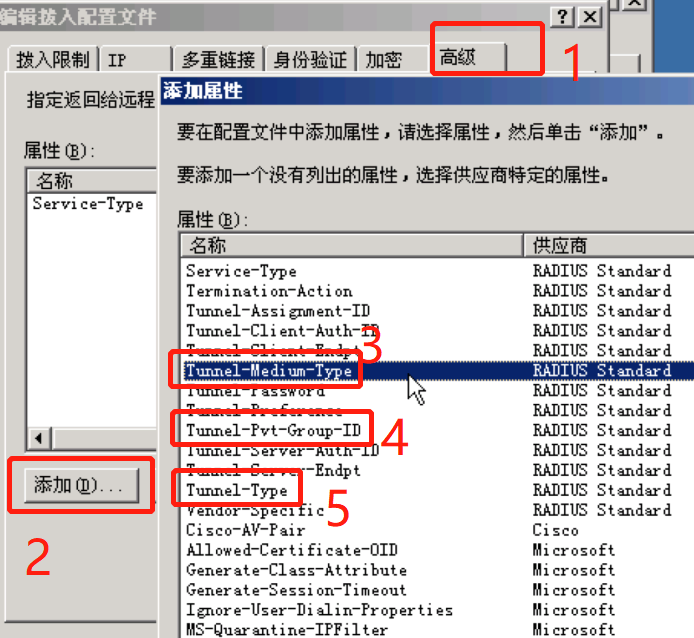 编辑拨入配置文件
拨入限制 IP 多重链接 身份验证 加密 高级
1
指定返回给远程
添加属性
要在配置文件中添加属性，请选择属性，然后单击“添加”。
属性(B):
要添加一个没有列出的属性，选择供应商特定的属性。
名称
Service-Type
属性(B):
名称 供应商
Service-Type RADIUS Standard
Termination-Action RADIUS Standard
Tunnel-Assignment-ID RADIUS Standard
Tunnel-Client-Auth-ID RADIUS Standard
3
Tunnel-Client-Endpt RADIUS Standard
Tunnel-Medium-Type RADIUS Standard
Tunnel-Password RADIUS Standard
Tunnel-Preference RADIUS Standard
Tunnel-Pvt-Group-ID RADIUS Standard
4
Tunnel-Server-Auth-ID RADIUS Standard
Tunnel-Server-Endpt RADIUS Standard
Tunnel-Type RADIUS Standard
5
Vendor-Specific RADIUS Standard
Cisco-AV-Pair Cisco
Allowed-Certificate-OID Microsoft
Generate-Class-Attribute Microsoft
Generate-Session-Timeout Microsoft
Ignore-User-Dialin-Properties Microsoft
MS-Quarantine-IPFilter Microsoft
添加(D)...
2